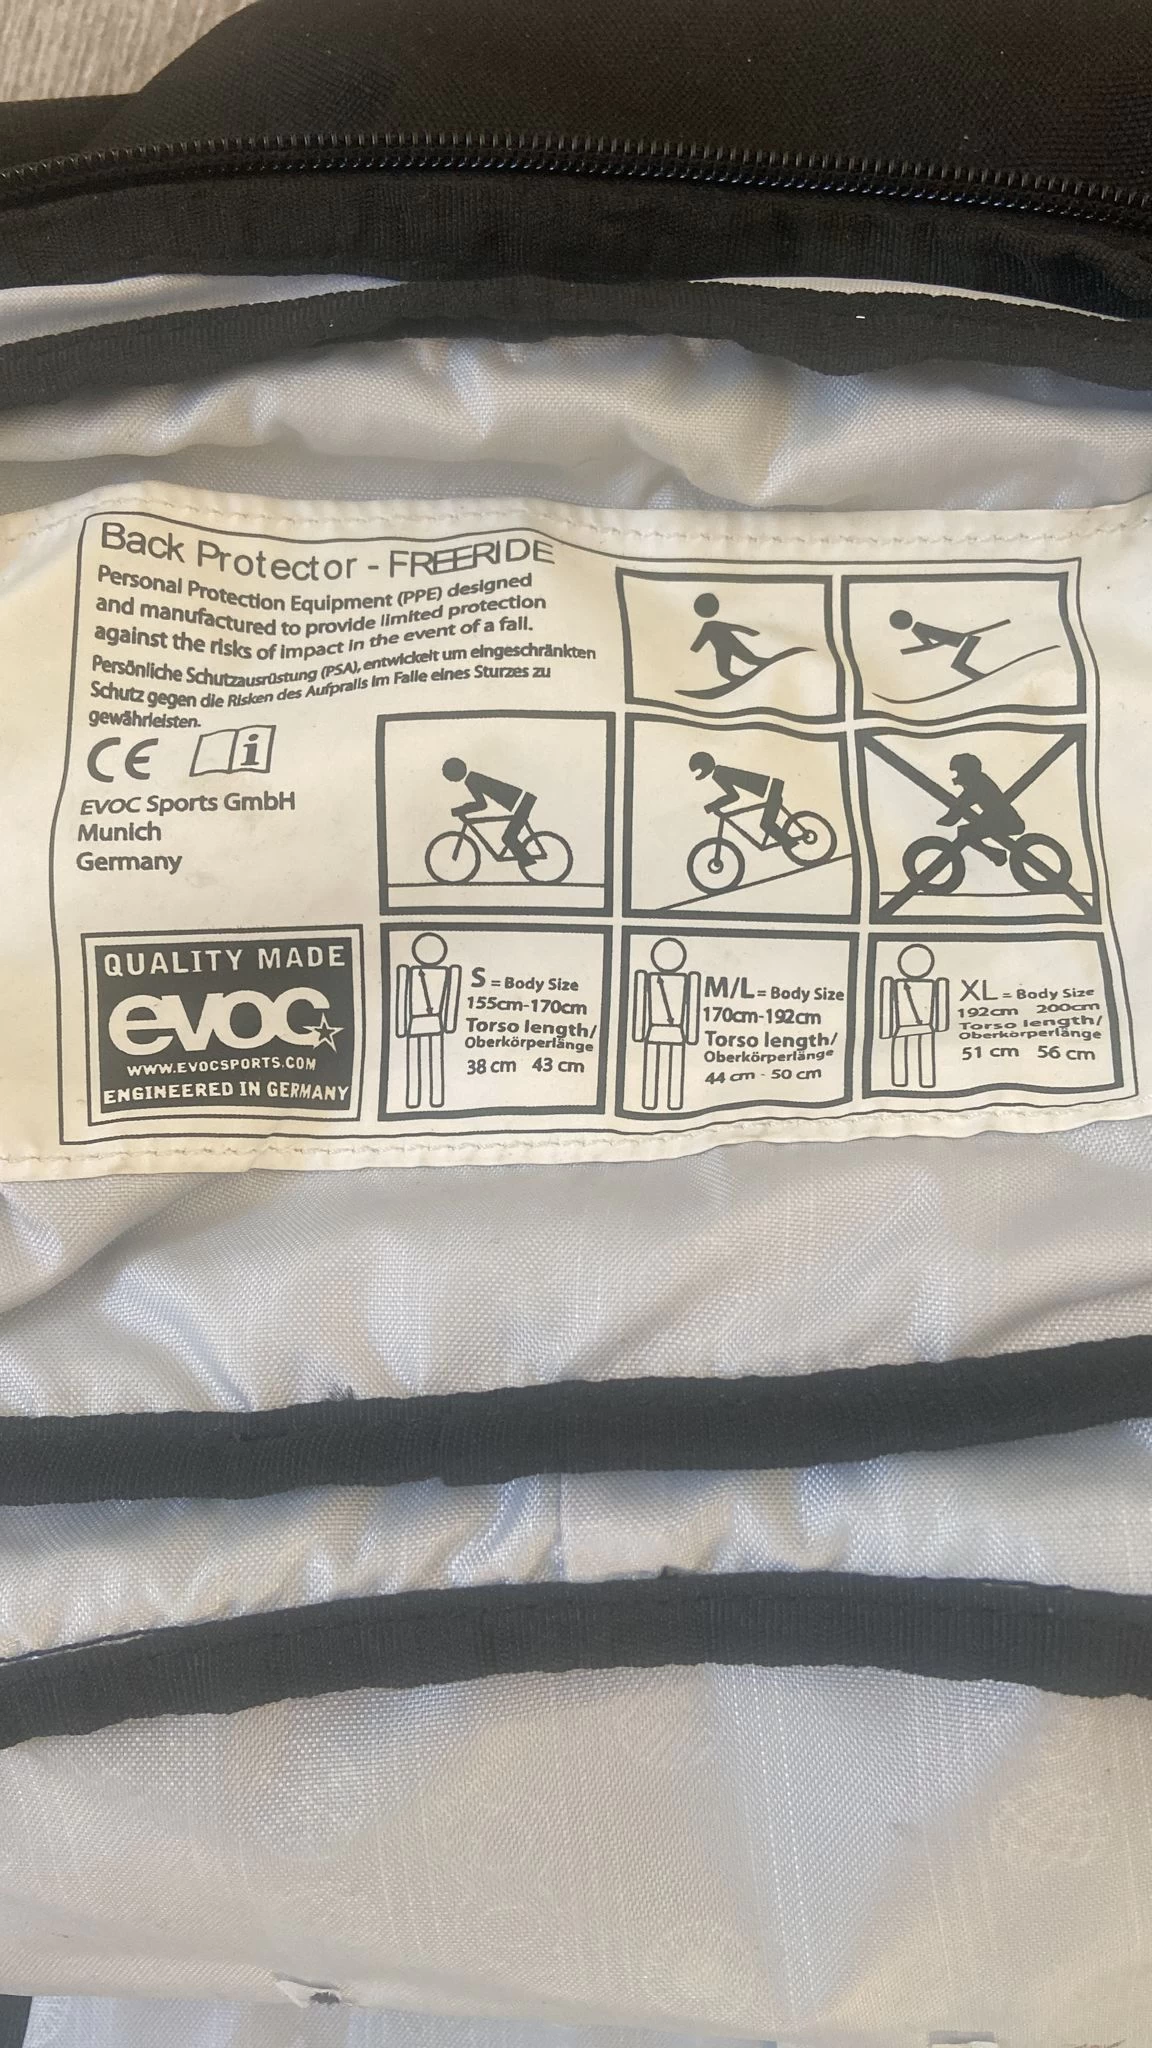 Back Protector - FREERIDE
Personal Protection Equipment (PPE) designed
and manufactured to provide limited protection
against the risks of impact in the event of a fall.
Persönliche Schutzausrüstung (PSA), entwickelt um eingeschränkten
Schutz gegen die Risken des Aufpralls im Falle eines Sturzes zu
gewährleisten.
CE i
EVOC Sports GmbH
Munich
Germany
QUALITY MADE
evoc
WWW.EVOCSPORTS.COM
ENGINEERED IN GERMANY
S = Body Size
155cm-170cm
Torso length/
Oberkörperlänge
38 cm 43 cm
M/L = Body Size
170cm-192cm
Torso length/
Oberkörperlänge
44 cm - 50 cm
XL = Body Size
192cm 200cm
Torso length/
Oberkörperlänge
51 cm 56 cm